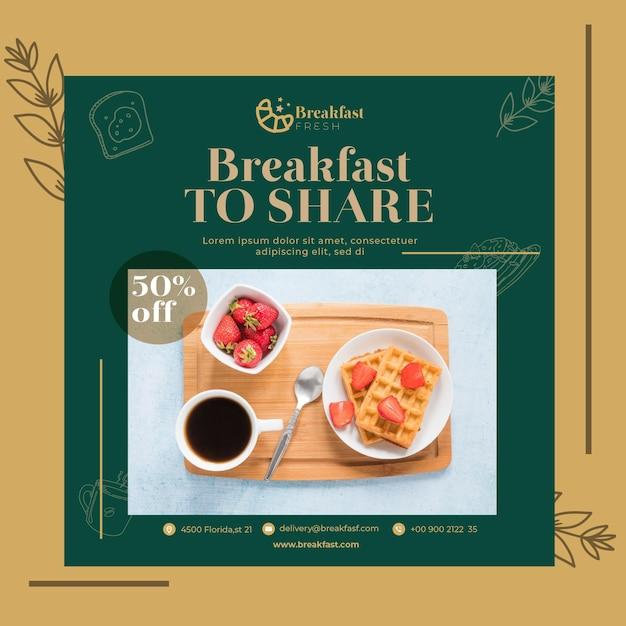 Breakfast
FRESH
Breakfast
TO SHARE
Lorem ipsum dolor sit amet, consectetuer
adipiscing elit, sed di
50%
off
4500 Florida,st 21 delivery@breakfasf.com +00 900 2122 35
www.breakfast.com